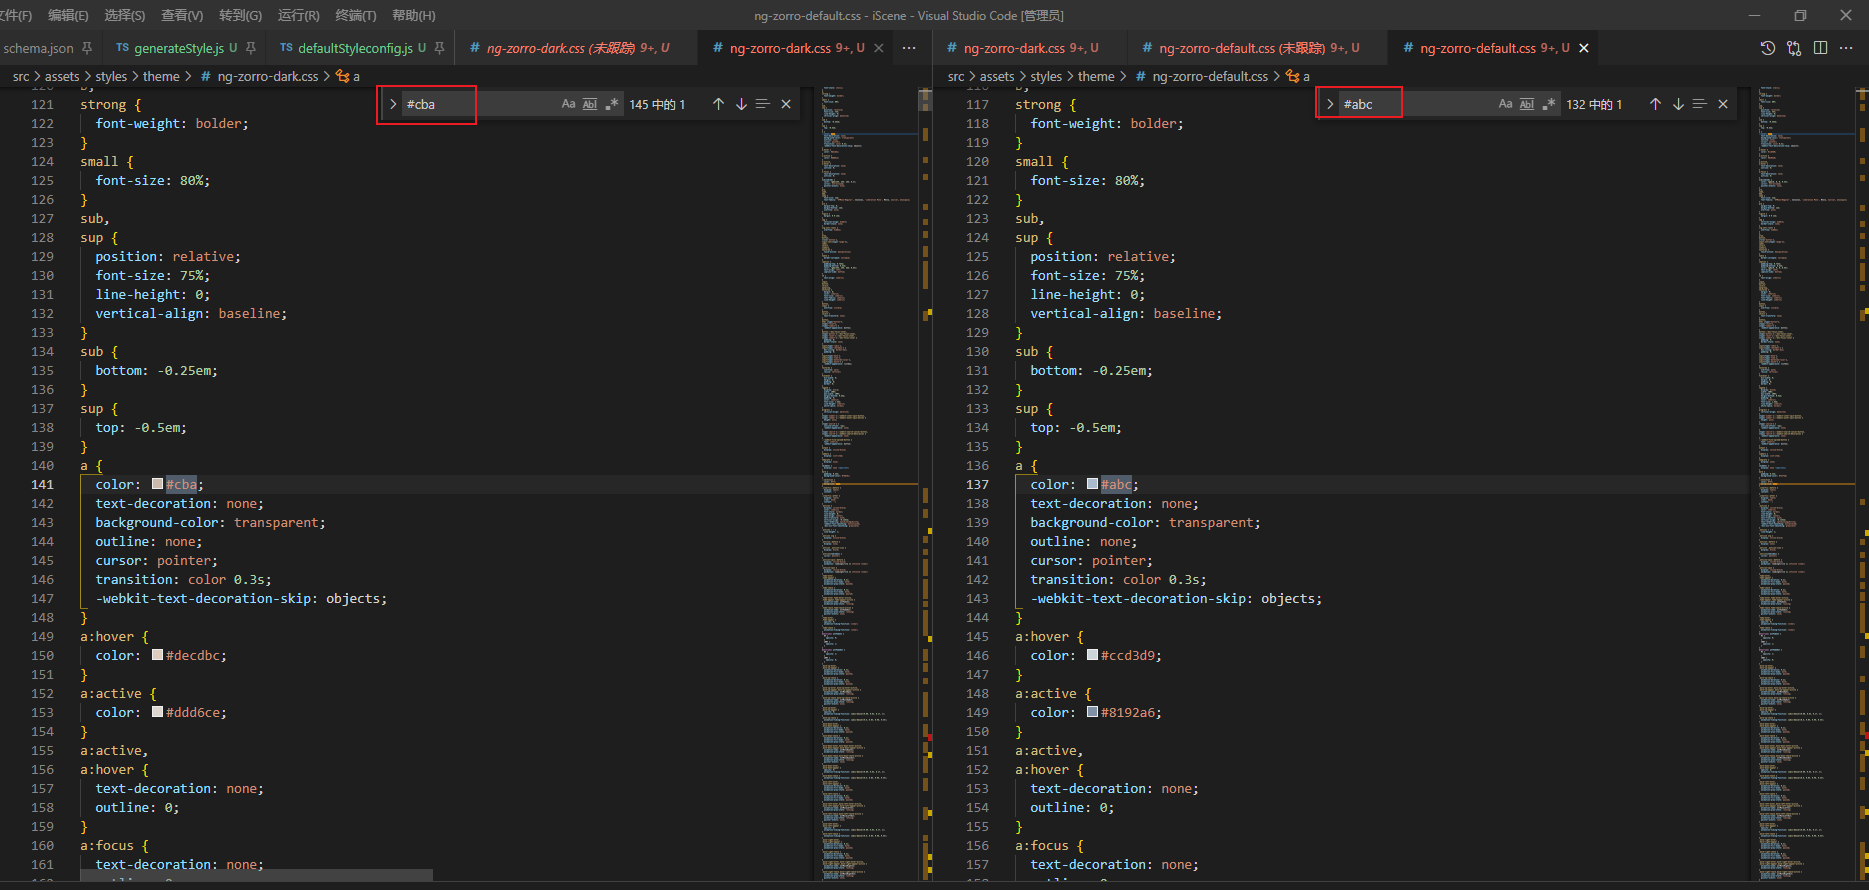 文件(F) 编辑(E) 选择(S) 查看(V) 转到(G) 运行(R) 终端(T) 帮助(H) ng-zorro-default.css - iScene - Visual Studio Code [管理员]
schema.json TS generateStyle.js U TS defaultStyleconfig.js U # ng-zorro-dark.css (未跟踪) 9+, U # ng-zorro-dark.css 9+, U ···
src > assets > styles > theme > # ng-zorro-dark.css > a
> #cba Aa Abl .* 145 中的 1
121 strong {
122 font-weight: bolder;
123 }
124 small {
125 font-size: 80%;
126 }
127 sub,
128 sup {
129 position: relative;
130 font-size: 75%;
131 line-height: 0;
132 vertical-align: baseline;
133 }
134 sub {
135 bottom: -0.25em;
136 }
137 sup {
138 top: -0.5em;
139 }
140 a {
141 color: #cba;
142 text-decoration: none;
143 background-color: transparent;
144 outline: none;
145 cursor: pointer;
146 transition: color 0.3s;
147 -webkit-text-decoration-skip: objects;
148 }
149 a:hover {
150 color: #decdbc;
151 }
152 a:active {
153 color: #ddd6ce;
154 }
155 a:active,
156 a:hover {
157 text-decoration: none;
158 outline: 0;
159 }
160 a:focus {
161 text-decoration: none;
# ng-zorro-dark.css 9+, U # ng-zorro-default.css (未跟踪) 9+, U # ng-zorro-default.css 9+, U ···
src > assets > styles > theme > # ng-zorro-default.css > a
> #abc Aa Abl .* 132 中的 1
117 strong {
118 font-weight: bolder;
119 }
120 small {
121 font-size: 80%;
122 }
123 sub,
124 sup {
125 position: relative;
126 font-size: 75%;
127 line-height: 0;
128 vertical-align: baseline;
129 }
130 sub {
131 bottom: -0.25em;
132 }
133 sup {
134 top: -0.5em;
135 }
136 a {
137 color: #abc;
138 text-decoration: none;
139 background-color: transparent;
140 outline: none;
141 cursor: pointer;
142 transition: color 0.3s;
143 -webkit-text-decoration-skip: objects;
144 }
145 a:hover {
146 color: #ccd3d9;
147 }
148 a:active {
149 color: #8192a6;
150 }
151 a:active,
152 a:hover {
153 text-decoration: none;
154 outline: 0;
155 }
156 a:focus {
157 text-decoration: none;